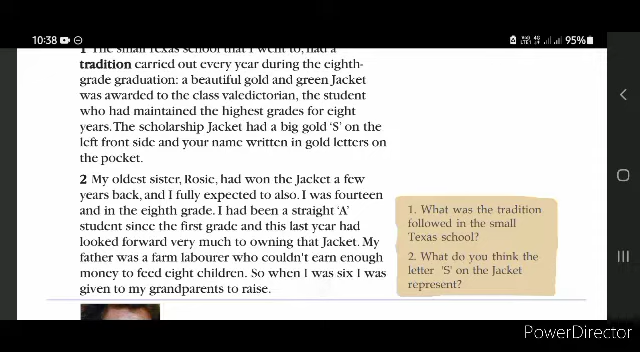 10:38 95%
1 The small Texas school that I went to, had a
tradition carried out every year during the eighth-
grade graduation: a beautiful gold and green Jacket
was awarded to the class valedictorian, the student
who had maintained the highest grades for eight
years. The scholarship Jacket had a big gold 'S' on the
left front side and your name written in gold letters on
the pocket.
2 My oldest sister, Rosie, had won the Jacket a few
years back, and I fully expected to also. I was fourteen
and in the eighth grade. I had been a straight 'A'
student since the first grade and this last year had
looked forward very much to owning that Jacket. My
father was a farm labourer who couldn't earn enough
money to feed eight children. So when I was six I was
given to my grandparents to raise.
1. What was the tradition
followed in the small
Texas school?
2. What do you think the
letter 'S' on the Jacket
represent?
PowerDirector